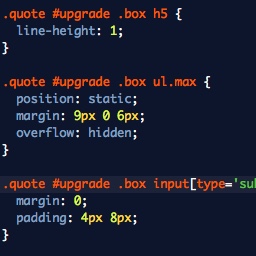 .quote #upgrade .box h5 {
line-height: 1;
}
.quote #upgrade .box ul.max {
position: static;
margin: 9px 0 6px;
overflow: hidden;
}
.quote #upgrade .box input[type='su
margin: 0;
padding: 4px 8px;
}